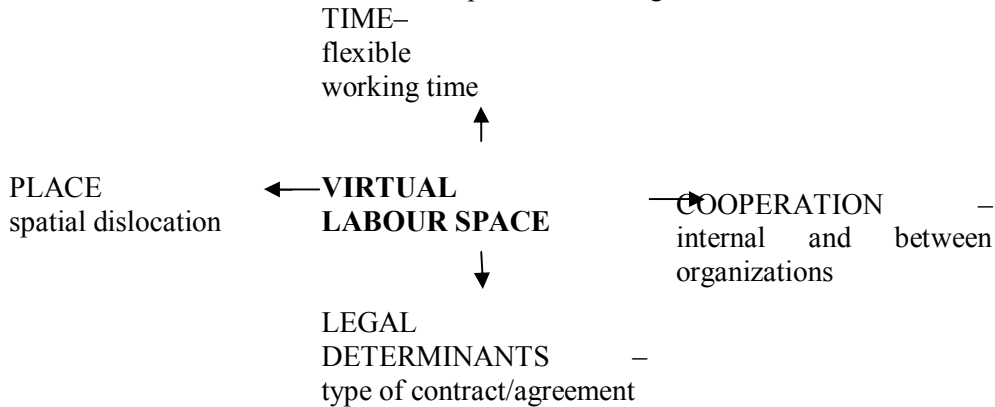 TIME–
flexible
working time
PLACE
spatial dislocation
VIRTUAL
LABOUR SPACE
COOPERATION –
internal and between
organizations
LEGAL
DETERMINANTS –
type of contract/agreement